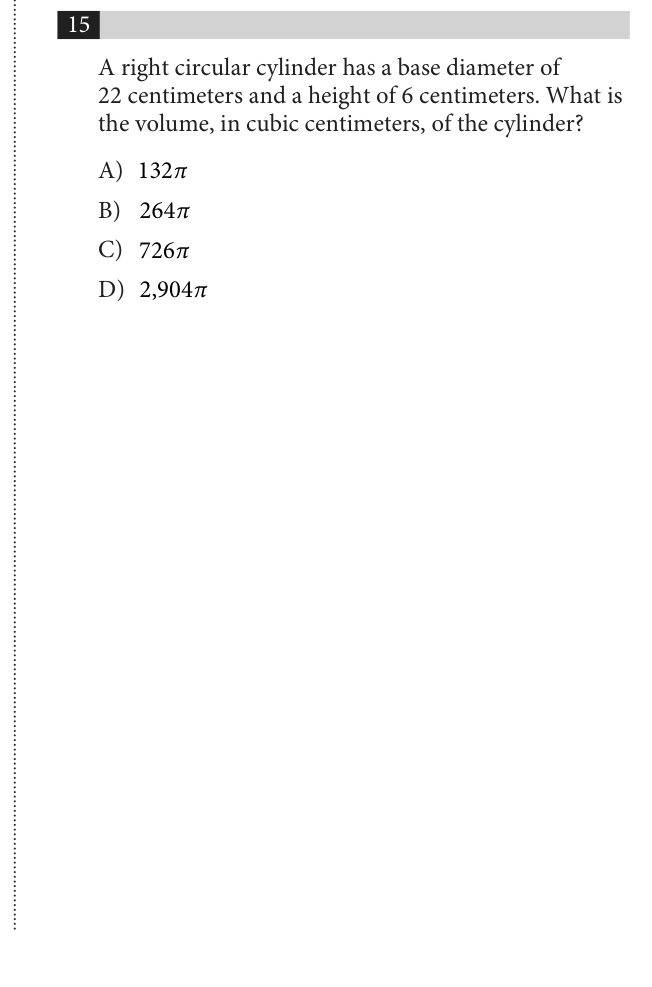 15
A right circular cylinder has a base diameter of
22 centimeters and a height of 6 centimeters. What is
the volume, in cubic centimeters, of the cylinder?
A) 132π
B) 264π
C) 726π
D) 2,904π